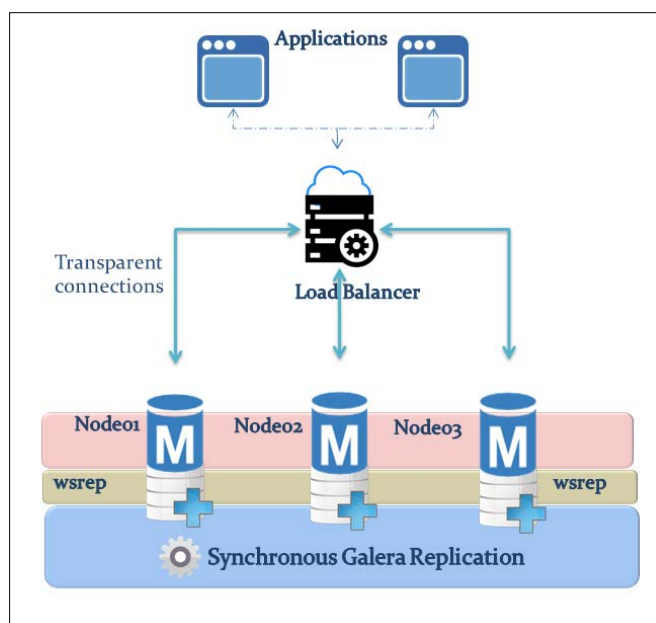 Applications
Transparent
connections
Load Balancer
Node01
Node02
Node03
M
M
M
wsrep
wsrep
Synchronous Galera Replication